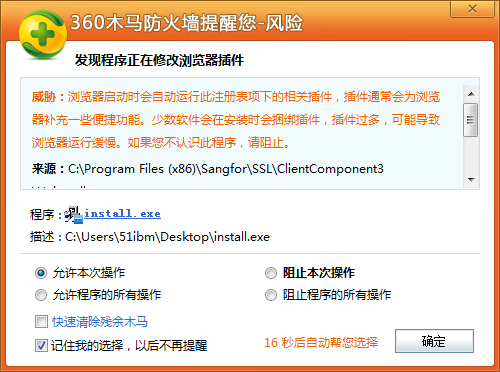 360木马防火墙提醒您-风险
发现程序正在修改浏览器插件
威胁：浏览器启动时会自动运行此注册表项下的相关插件，插件通常会为浏览
器补充一些便捷功能。少数软件会在安装时会捆绑插件，插件过多，可能导致
浏览器运行缓慢。如果您不认识此程序，请阻止。
来源：C:\Program Files (x86)\Sangfor\SSL\ClientComponent3
程序：install.exe
描述：C:\Users\51ibm\Desktop\install.exe
允许本次操作
阻止本次操作
允许程序的所有操作
阻止程序的所有操作
快速清除残余木马
记住我的选择，以后不再提醒
16 秒后自动帮您选择
确定